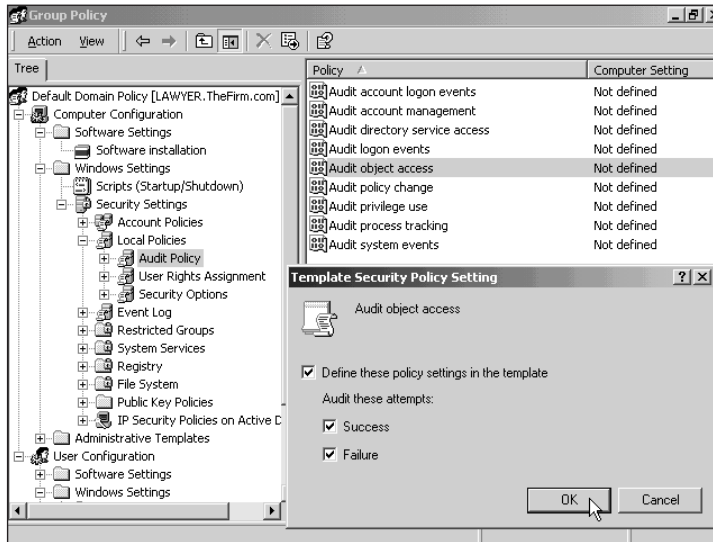 Group Policy
Action View
Tree
Default Domain Policy [LAWYER.TheFirm.com]
Computer Configuration
Software Settings
Software installation
Windows Settings
Scripts (Startup/Shutdown)
Security Settings
Account Policies
Local Policies
Audit Policy
User Rights Assignment
Security Options
Event Log
Restricted Groups
System Services
Registry
File System
Public Key Policies
IP Security Policies on Active D
Administrative Templates
User Configuration
Software Settings
Windows Settings
Policy Computer Setting
Audit account logon events Not defined
Audit account management Not defined
Audit directory service access Not defined
Audit logon events Not defined
Audit object access Not defined
Audit policy change Not defined
Audit privilege use Not defined
Audit process tracking Not defined
Audit system events Not defined
Template Security Policy Setting
Audit object access
Define these policy settings in the template
Audit these attempts:
Success
Failure
OK Cancel